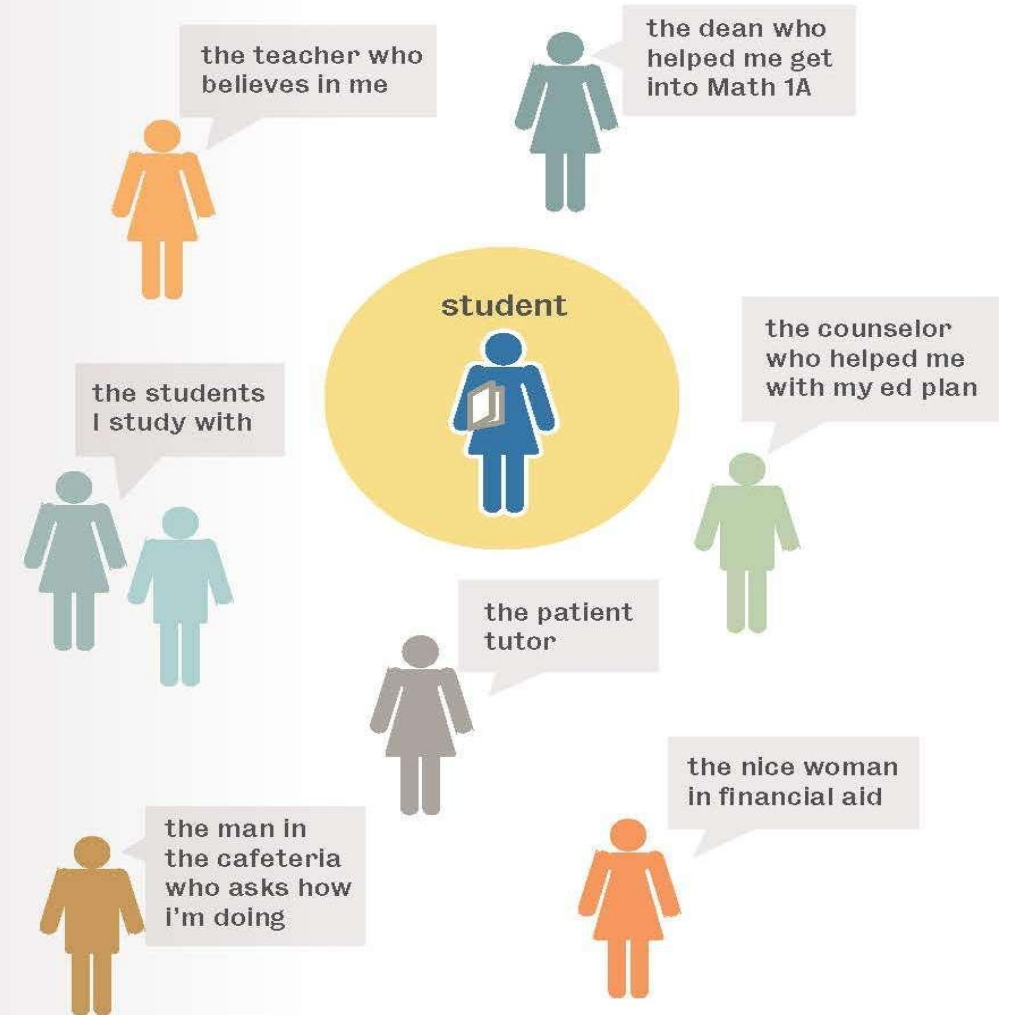 the teacher who
believes in me
the dean who
helped me get
into Math 1A
student
the counselor
who helped me
with my ed plan
the students
I study with
the patient
tutor
the nice woman
in financial aid
the man in
the cafeteria
who asks how
i'm doing